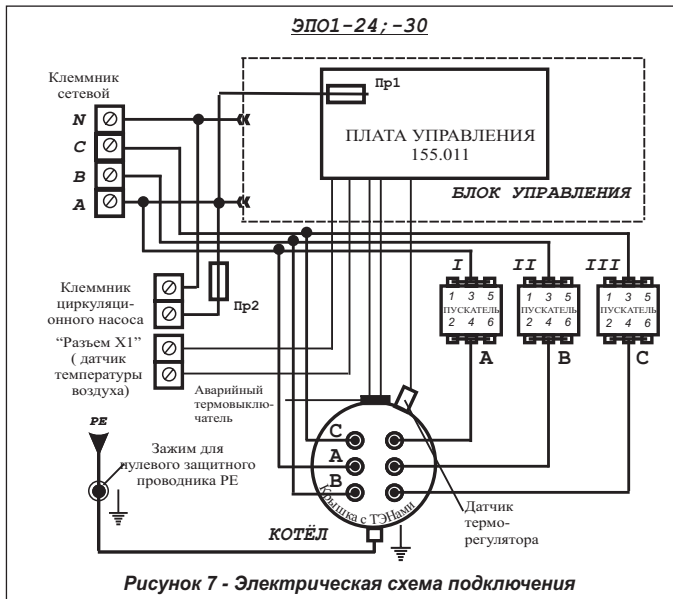 ЭПО1-24;-30
Клеммник
сетевой
N
C
B
A
Пр1
ПЛАТА УПРАВЛЕНИЯ
155.011
БЛОК УПРАВЛЕНИЯ
Клеммник
циркуляци-
онного насоса
Пр2
“Разъем X1”
( датчик
температуры
воздуха)
I
II
III
1 3 5
ПУСКАТЕЛЬ
2 4 6
A
1 3 5
ПУСКАТЕЛЬ
2 4 6
B
1 3 5
ПУСКАТЕЛЬ
2 4 6
C
Аварийный
термовыклю-
чатель
PE
Зажим для
нулевого защитного
проводника PE
C
A
B
Крышка с ТЭНами
КОТЁЛ
Датчик
термо-
регулятора
Рисунок 7 - Электрическая схема подключения